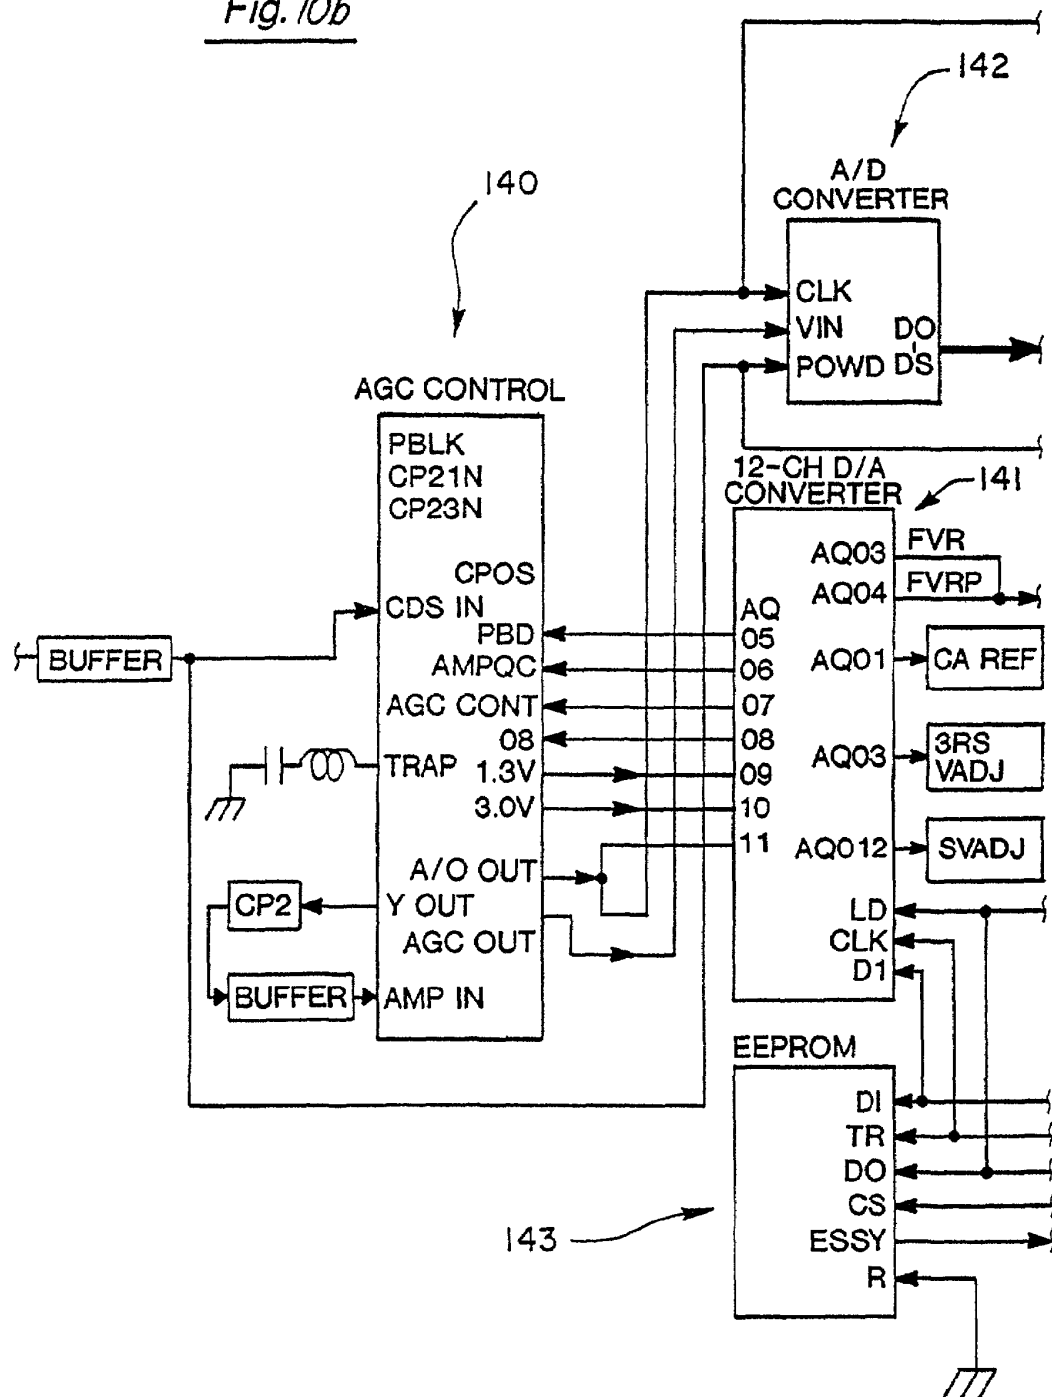 Fig.10b
142
A/D
CONVERTER
140
CLK
VIN
DO
POWD
DS
AGC CONTROL
PBLK
CP21N
CP23N
12-CH D/A
CONVERTER
141
CPOS
CDS IN
PBD
AMPQC
AGC CONT
08
TRAP
1.3V
3.0V
A/O OUT
Y OUT
AGC OUT
AMP IN
BUFFER
CP2
BUFFER
AQ
05
06
07
08
09
10
11
AQ03
FVR
AQ04
FVRP
AQ01
CA REF
AQ03
3RS
VADJ
AQ012
SVADJ
LD
CLK
D1
EEPROM
DI
TR
DO
CS
ESSY
R
143